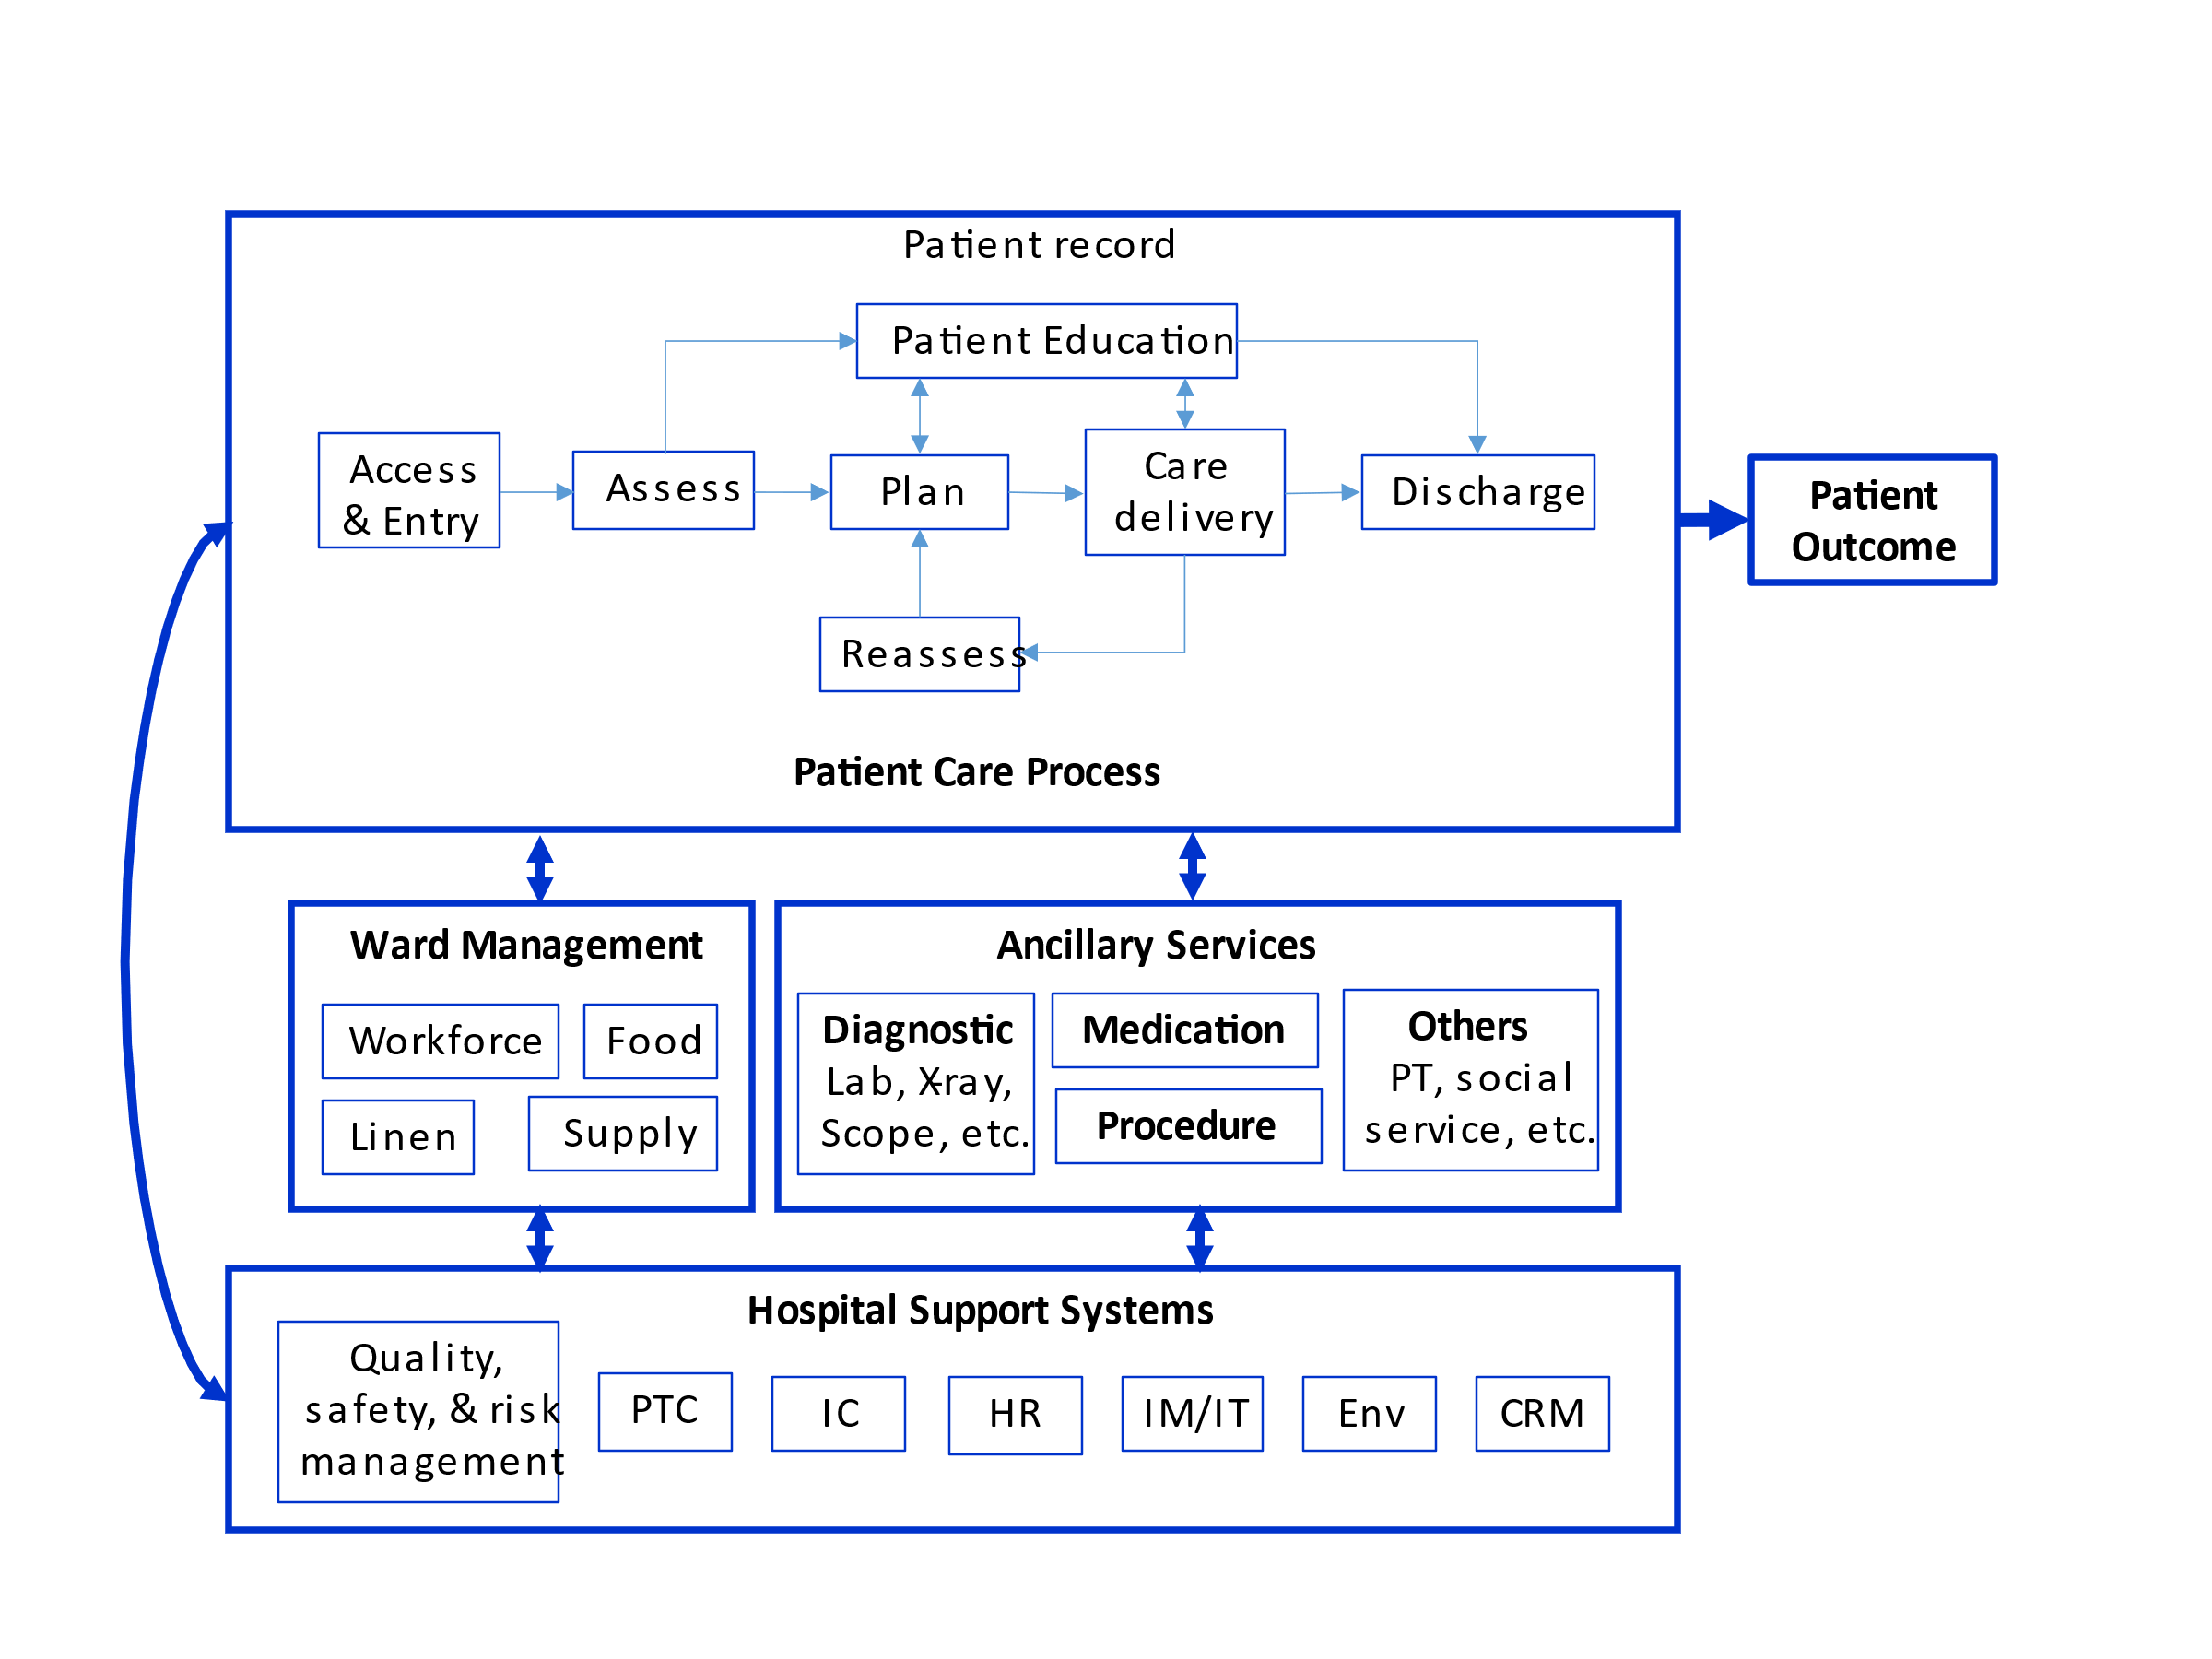 Patient record
Patient Education
Access
& Entry
Assess
Plan
Care
delivery
Discharge
Reassess
Patient Care Process
Patient
Outcome
Ward Management
Workforce
Food
Linen
Supply
Ancillary Services
Diagnostic
Lab, X-ray,
Scope, etc.
Medication
Procedure
Others
PT, social
service, etc.
Hospital Support Systems
Quality,
safety, & risk
management
PTC
IC
HR
IM/IT
Env
CRM